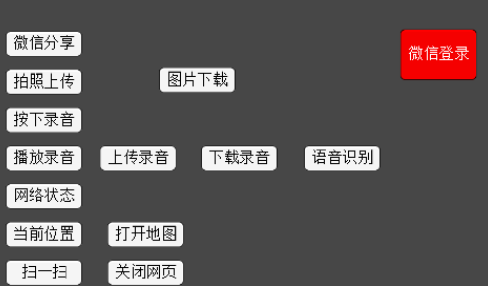 微信分享
微信登录
拍照上传
图片下载
按下录音
播放录音
上传录音
下载录音
语音识别
网络状态
当前位置
打开地图
扫一扫
关闭网页